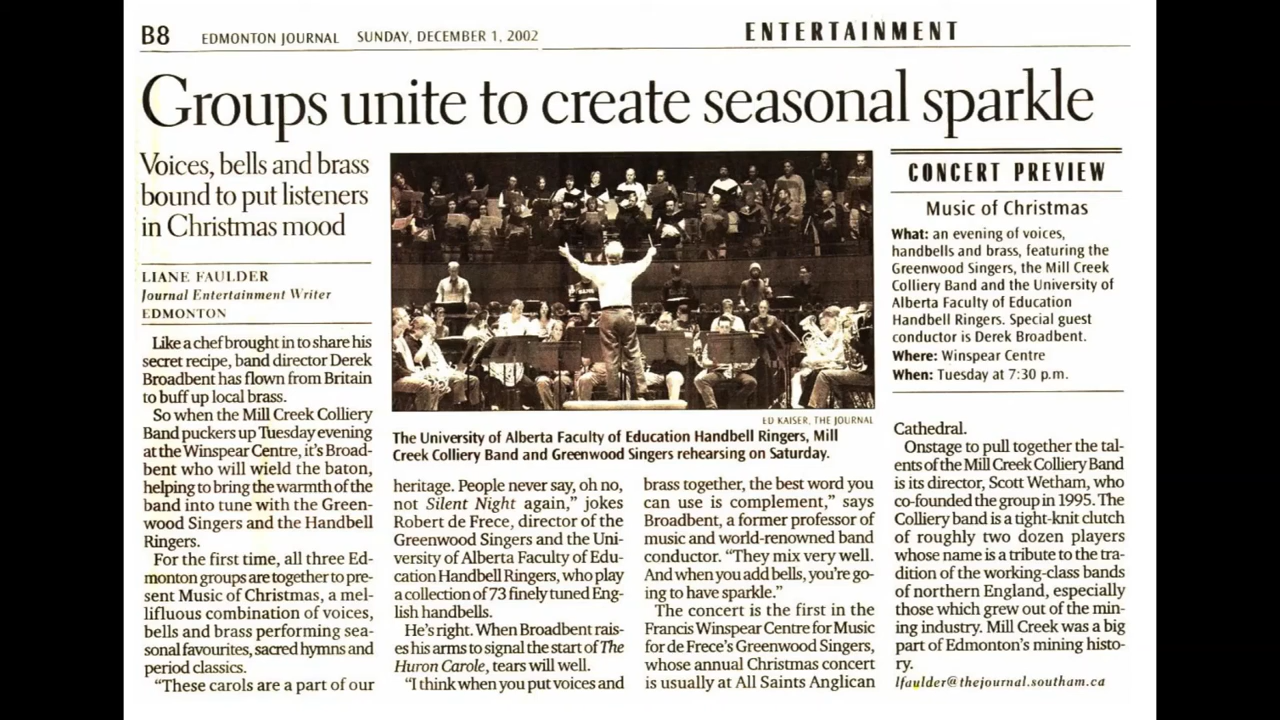 B8 EDMONTON JOURNAL SUNDAY, DECEMBER 1, 2002
ENTERTAINMENT
Groups unite to create seasonal sparkle
Voices, bells and brass
bound to put listeners
in Christmas mood
LIANE FAULDER
Journal Entertainment Writer
EDMONTON
Like a chef brought in to share his
secret recipe, band director Derek
Broadbent has flown from Britain
to buff up local brass.
So when the Mill Creek Colliery
Band puckers up Tuesday evening
at the Winspear Centre, it's Broad-
bent who will wield the baton,
helping to bring the warmth of the
band into tune with the Green-
wood Singers and the Handbell
Ringers.
For the first time, all three Ed-
monton groups are together to pre-
sent Music of Christmas, a mel-
lifluous combination of voices,
bells and brass performing sea-
sonal favourites, sacred hymns and
period classics.
"These carols are a part of our
ED KAISER, THE JOURNAL
The University of Alberta Faculty of Education Handbell Ringers, Mill
Creek Colliery Band and Greenwood Singers rehearsing on Saturday.
heritage. People never say, oh no,
not Silent Night again," jokes
Robert de Frece, director of the
Greenwood Singers and the Uni-
versity of Alberta Faculty of Edu-
cation Handbell Ringers, who play
a collection of 73 finely tuned Eng-
lish handbells.
He's right. When Broadbent rais-
es his arms to signal the start of The
Huron Carole, tears will well.
"I think when you put voices and
brass together, the best word you
can use is complement," says
Broadbent, a former professor of
music and world-renowned band
conductor. "They mix very well.
And when you add bells, you're go-
ing to have sparkle."
The concert is the first in the
Francis Winspear Centre for Music
for de Frece's Greenwood Singers,
whose annual Christmas concert
is usually at All Saints Anglican
CONCERT PREVIEW
Music of Christmas
What: an evening of voices,
handbells and brass, featuring the
Greenwood Singers, the Mill Creek
Colliery Band and the University of
Alberta Faculty of Education
Handbell Ringers. Special guest
conductor is Derek Broadbent.
Where: Winspear Centre
When: Tuesday at 7:30 p.m.
Cathedral.
Onstage to pull together the tal-
ents of the Mill Creek Colliery Band
is its director, Scott Wetham, who
co-founded the group in 1995. The
Colliery band is a tight-knit clutch
of roughly two dozen players
whose name is a tribute to the tra-
dition of the working-class bands
of northern England, especially
those which grew out of the min-
ing industry. Mill Creek was a big
part of Edmonton's mining histo-
ry.
lfaulder@thejournal.southam.ca